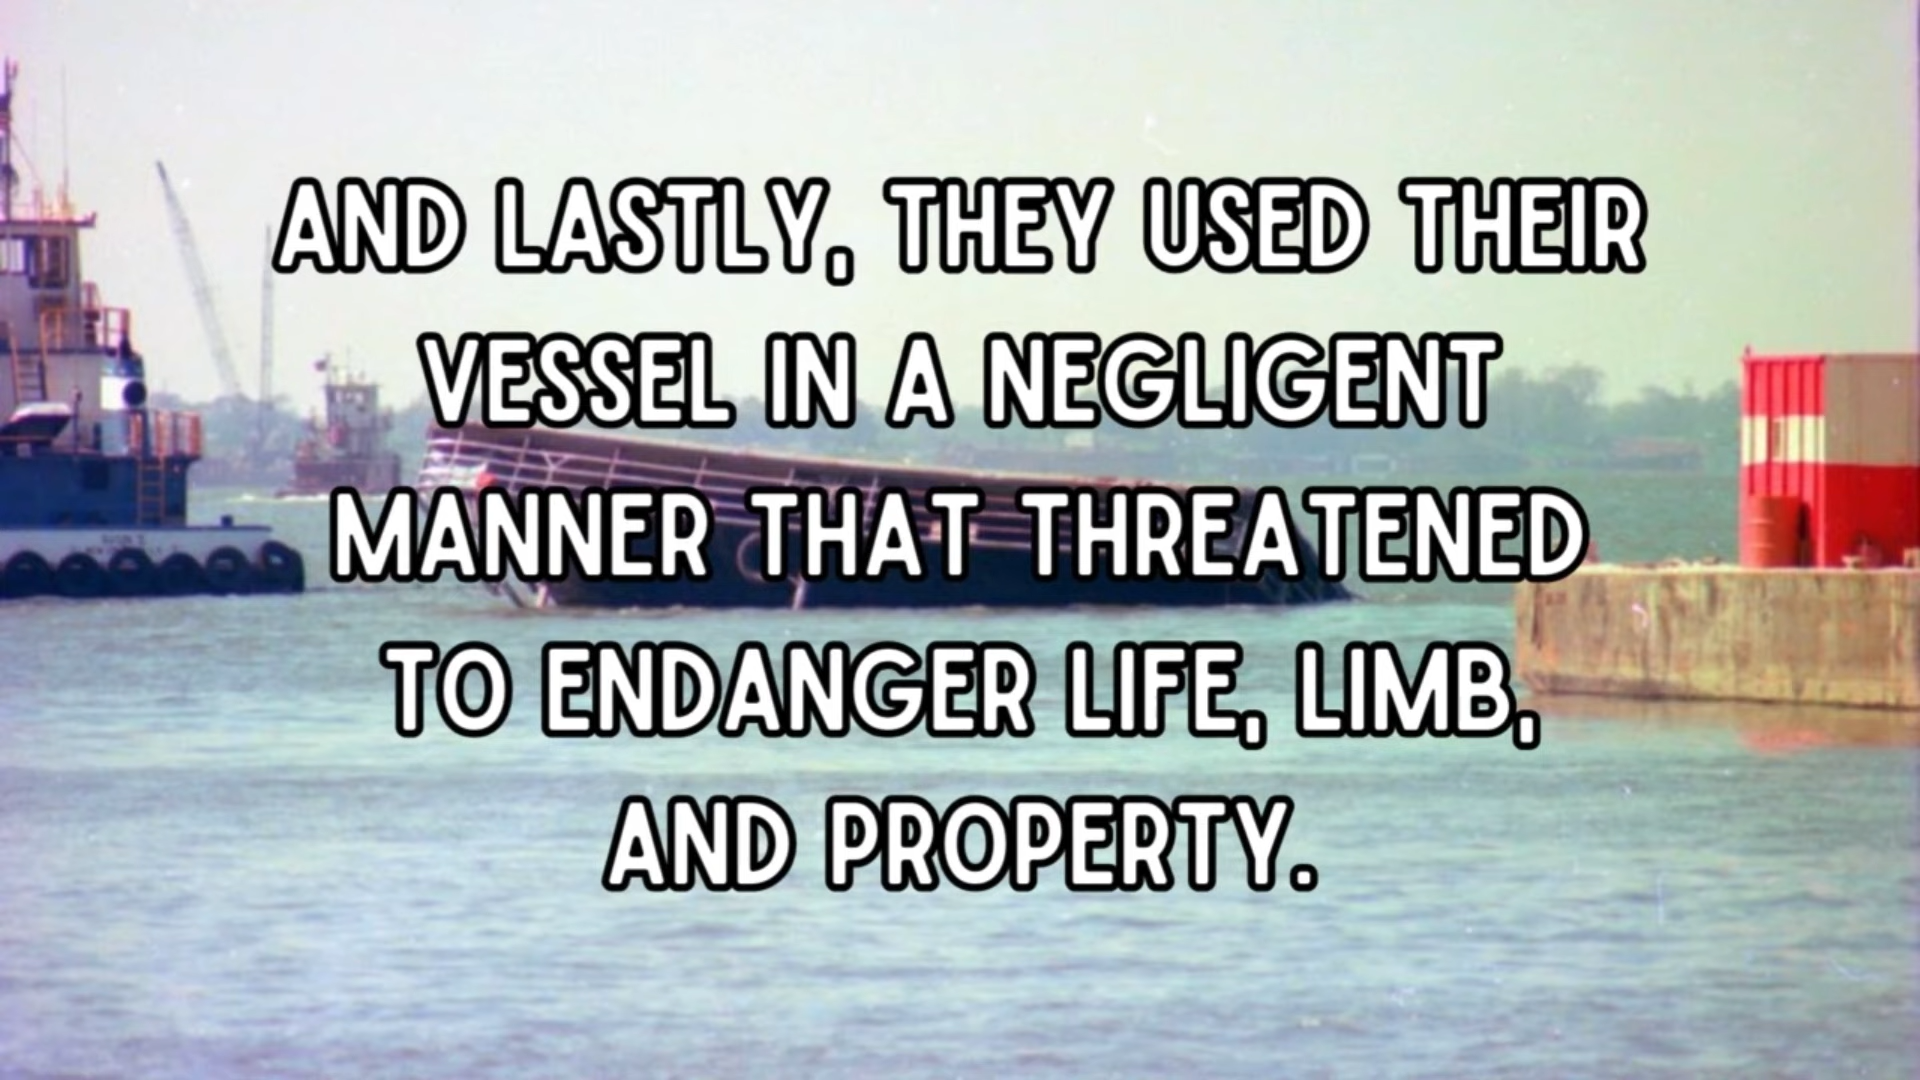 AND LASTLY, THEY USED THEIR
VESSEL IN A NEGLIGENT
MANNER THAT THREATENED
TO ENDANGER LIFE, LIMB,
AND PROPERTY.